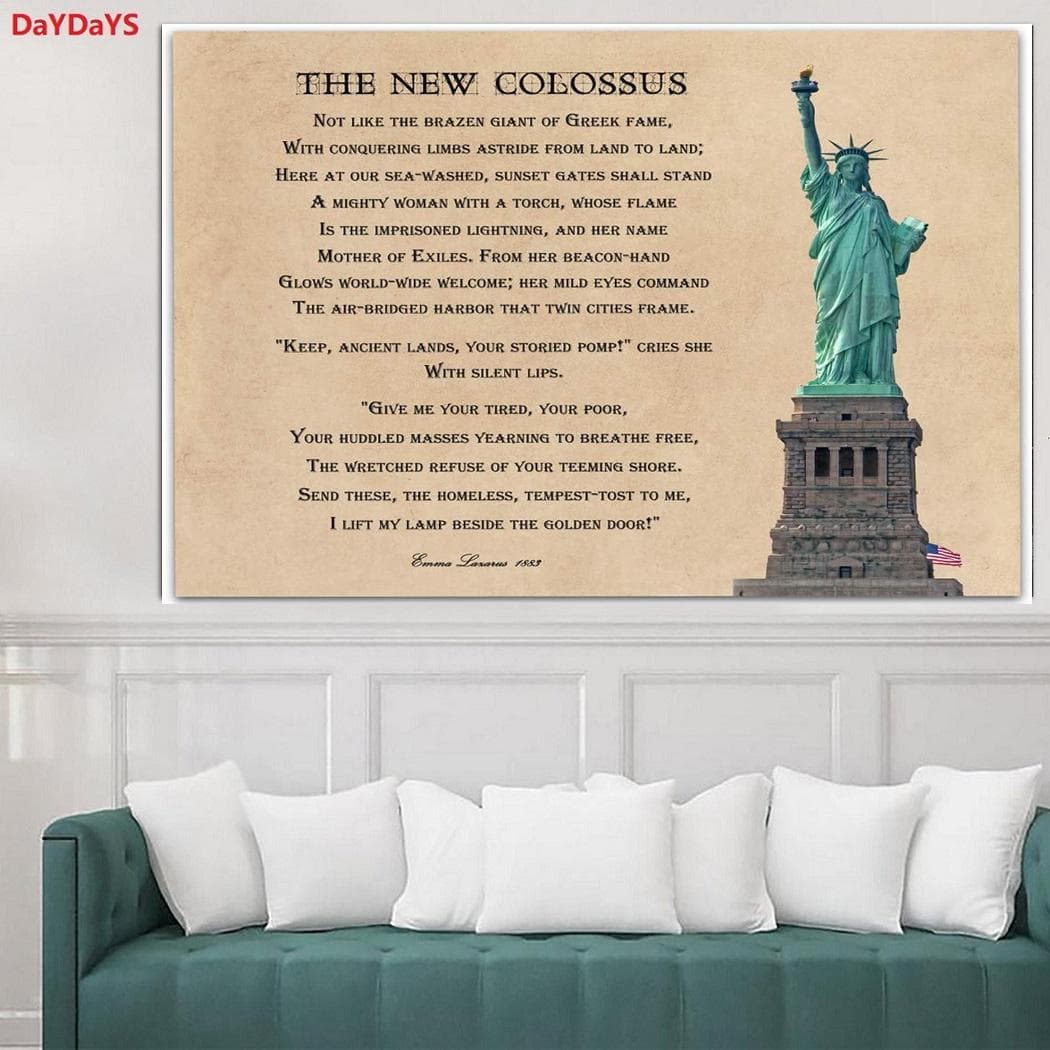 DaYDaYS
THE NEW COLOSSUS
Not like the brazen giant of Greek fame,
With conquering limbs astride from land to land;
Here at our sea-washed, sunset gates shall stand
A mighty woman with a torch, whose flame
Is the imprisoned lightning, and her name
Mother of Exiles. From her beacon-hand
Glows world-wide welcome; her mild eyes command
The air-bridged harbor that twin cities frame.
"Keep, ancient lands, your storied pomp!" cries she
With silent lips.
"Give me your tired, your poor,
Your huddled masses yearning to breathe free,
The wretched refuse of your teeming shore.
Send these, the homeless, tempest-tost to me,
I lift my lamp beside the golden door!"
Emma Lazarus 1883